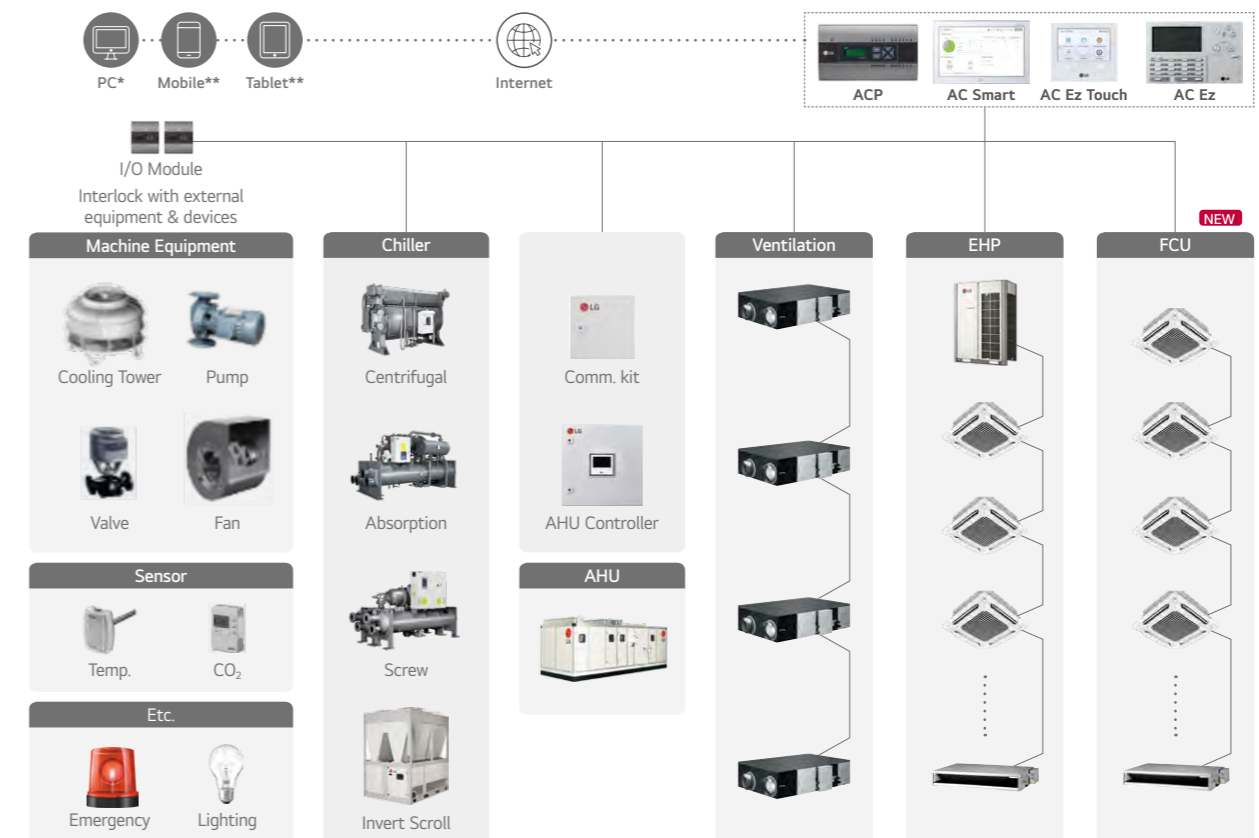 PC*
Mobile**
Tablet**
Internet
ACP
AC Smart
AC Ez Touch
AC Ez
I/O Module
Interlock with external
equipment & devices
NEW
Machine Equipment
Cooling Tower
Pump
Valve
Fan
Sensor
Temp.
CO₂
Etc.
Emergency
Lighting
Chiller
Centrifugal
Absorption
Screw
Invert Scroll
LG
Comm. kit
LG
AHU Controller
AHU
Ventilation
EHP
FCU